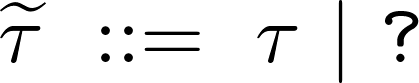 τ̃ ::= τ | ?